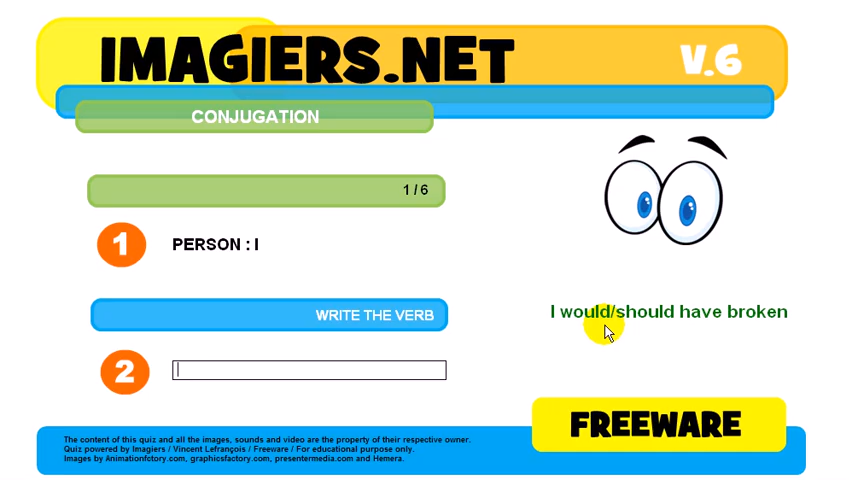 IMAGIERS.NET
V.6
CONJUGATION
1 / 6
1
PERSON : I
WRITE THE VERB
I would/should have broken
2
FREEWARE
The content of this quiz and all the images, sounds and video are the property of their respective owner.
Quiz powered by Imagiers / Vincent Lefrançois / Freeware / For educational purpose only.
Images by Animationfctory.com, graphicsfactory.com, presentermedia.com and Hemera.